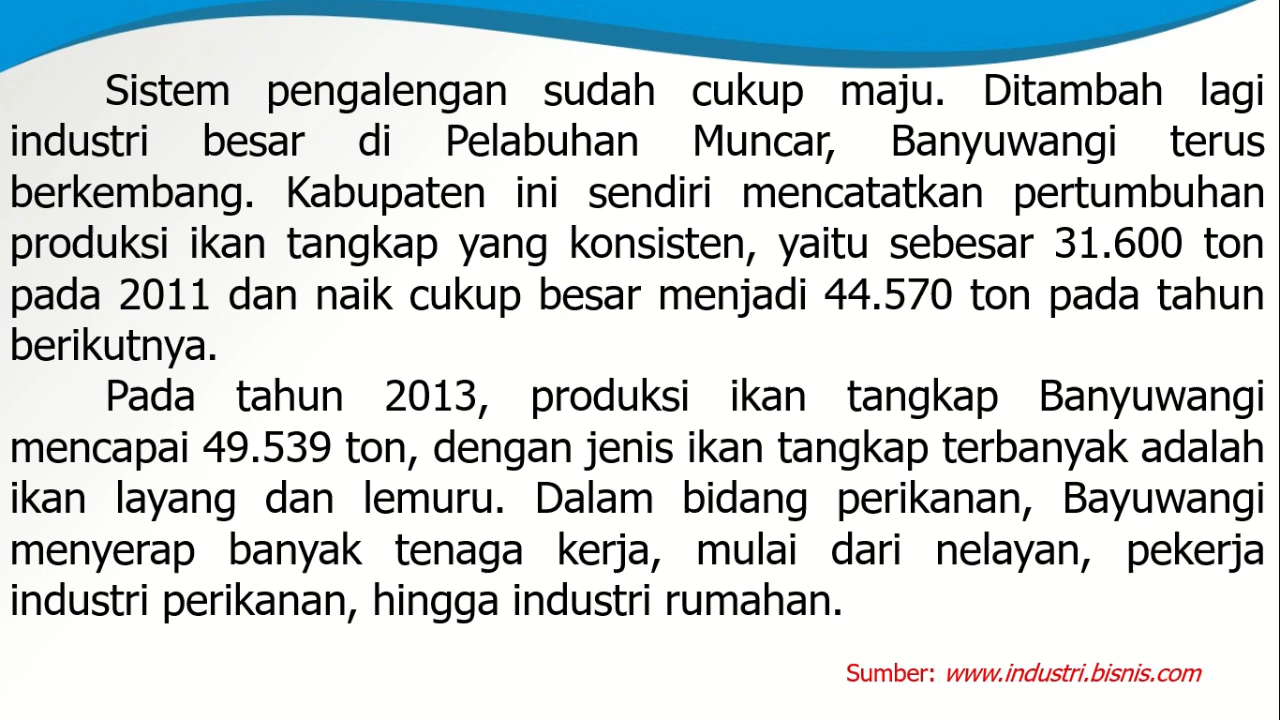 Sistem pengalengan sudah cukup maju. Ditambah lagi
industri besar di Pelabuhan Muncar, Banyuwangi terus
berkembang. Kabupaten ini sendiri mencatatkan pertumbuhan
produksi ikan tangkap yang konsisten, yaitu sebesar 31.600 ton
pada 2011 dan naik cukup besar menjadi 44.570 ton pada tahun
berikutnya.
Pada tahun 2013, produksi ikan tangkap Banyuwangi
mencapai 49.539 ton, dengan jenis ikan tangkap terbanyak adalah
ikan layang dan lemuru. Dalam bidang perikanan, Bayuwangi
menyerap banyak tenaga kerja, mulai dari nelayan, pekerja
industri perikanan, hingga industri rumahan.
Sumber: www.industri.bisnis.com